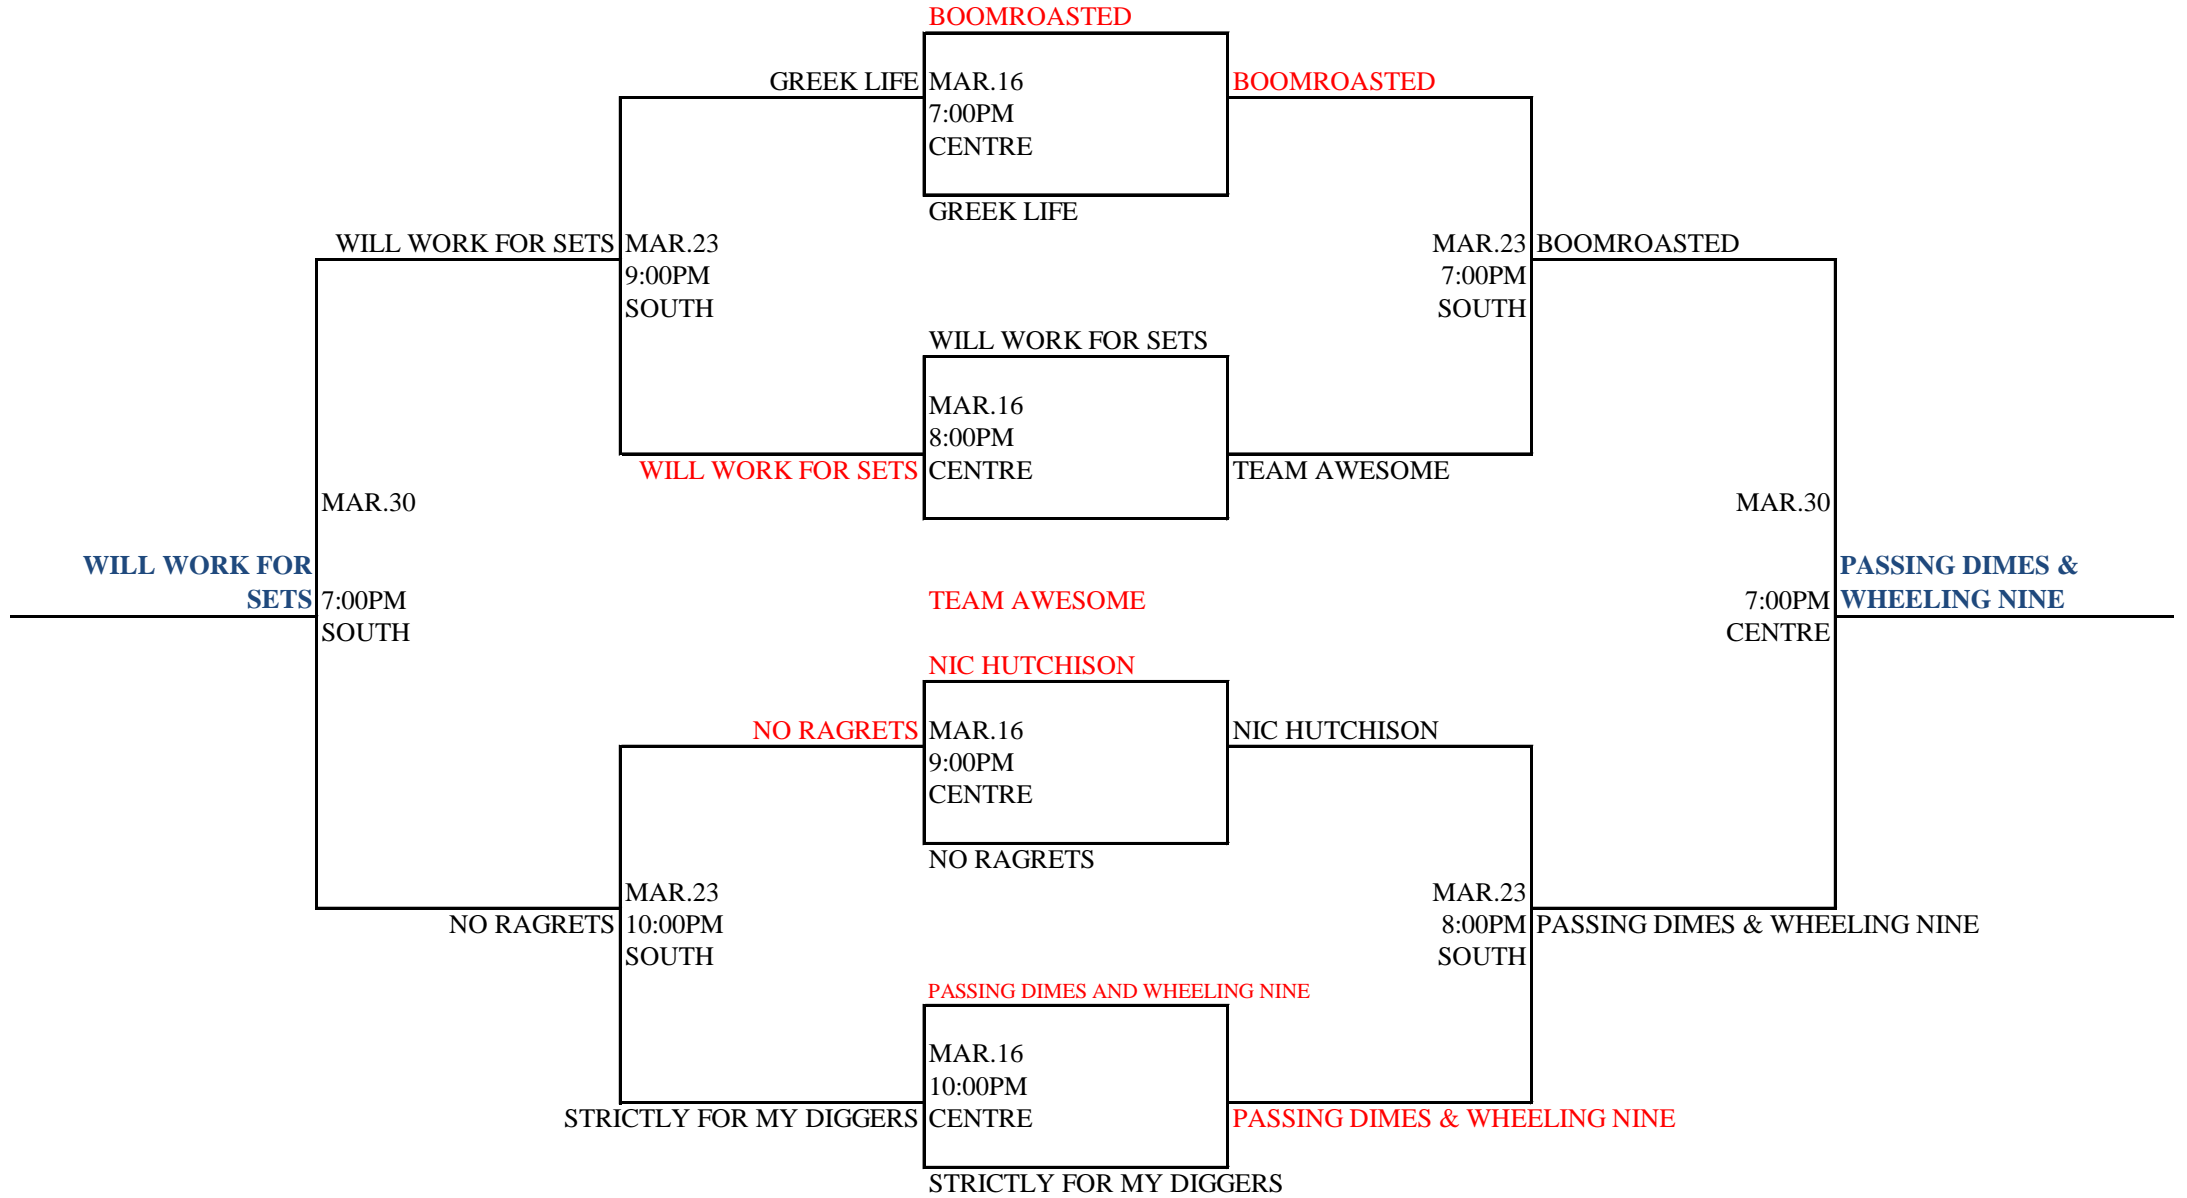 BOOMROASTED
GREEK LIFE
MAR.16
7:00PM
CENTRE
BOOMROASTED
GREEK LIFE
WILL WORK FOR SETS
MAR.23
9:00PM
SOUTH
MAR.23
7:00PM
SOUTH
BOOMROASTED
WILL WORK FOR SETS
MAR.16
8:00PM
CENTRE
WILL WORK FOR SETS
TEAM AWESOME
MAR.30
MAR.30
WILL WORK FOR
SETS
7:00PM
SOUTH
TEAM AWESOME
7:00PM
CENTRE
PASSING DIMES &
WHEELING NINE
NIC HUTCHISON
NO RAGRETS
MAR.16
9:00PM
CENTRE
NIC HUTCHISON
NO RAGRETS
NO RAGRETS
MAR.23
10:00PM
SOUTH
MAR.23
8:00PM
SOUTH
PASSING DIMES & WHEELING NINE
PASSING DIMES AND WHEELING NINE
MAR.16
10:00PM
CENTRE
STRICTLY FOR MY DIGGERS
PASSING DIMES & WHEELING NINE
STRICTLY FOR MY DIGGERS